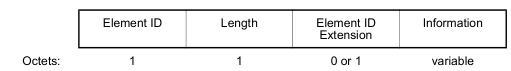 Element ID Length Element ID Extension Information
Octets: 1 1 0 or 1 variable